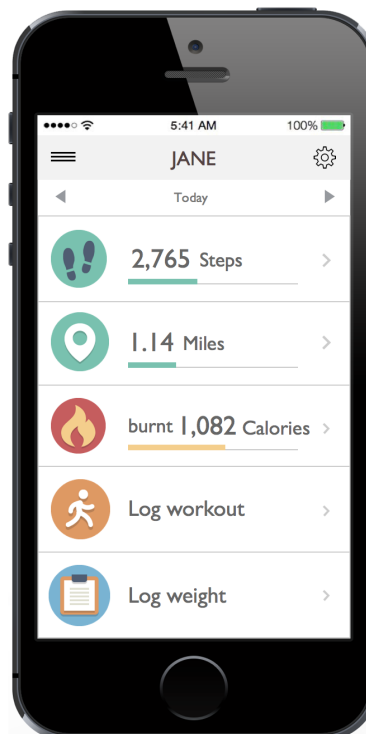 5:41 AM 100%
JANE
Today
2,765 Steps
1.14 Miles
burnt 1,082 Calories
Log workout
Log weight